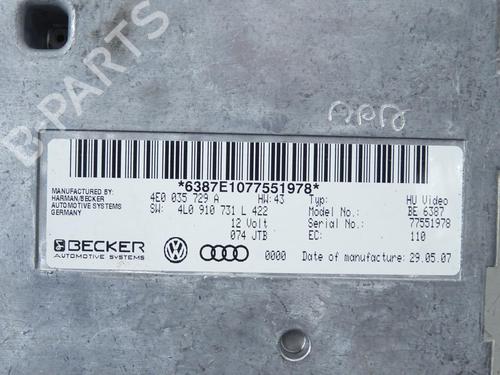 *6387E1077551978*
MANUFACTURED BY:
HARMAN/BECKER
AUTOMOTIVE SYSTEMS
GERMANY
4E0 035 729 A HW: 43 Typ: HU Video
SW: 4L0 910 731 L 422 Model No.: BE 6387
12 Volt Serial No.: 77551978
074 JTB EC: 110
BECKER
AUTOMOTIVE SYSTEMS
0000 Date of manufacture: 29.05.07